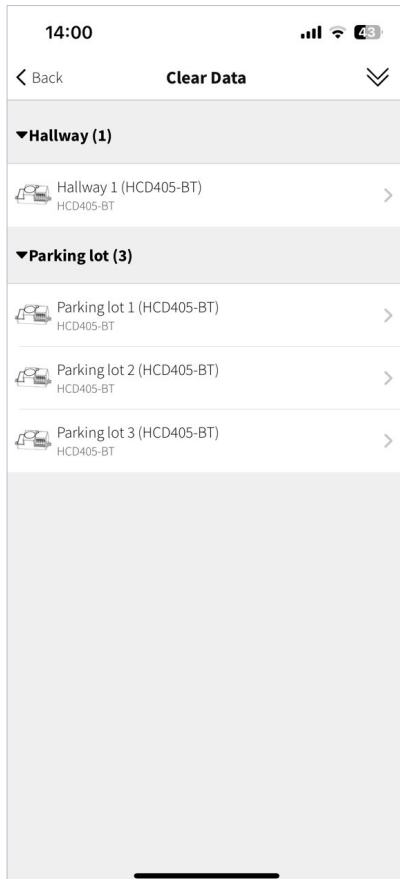 14:00
43
Back
Clear Data
Hallway (1)
Hallway 1 (HCD405-BT)
HCD405-BT
Parking lot (3)
Parking lot 1 (HCD405-BT)
HCD405-BT
Parking lot 2 (HCD405-BT)
HCD405-BT
Parking lot 3 (HCD405-BT)
HCD405-BT